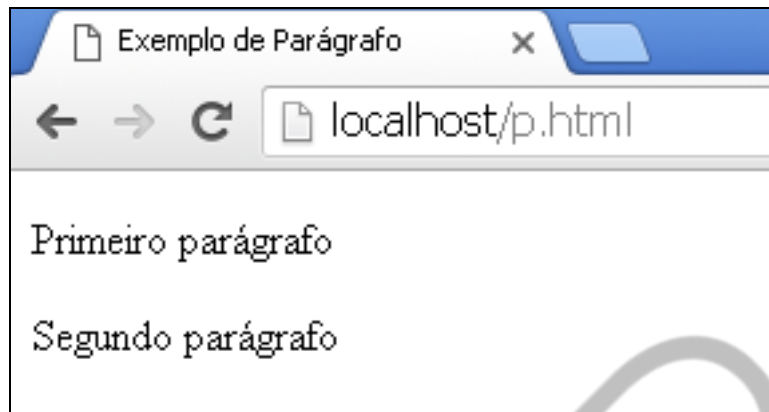 Exemplo de Parágrafo
localhost/p.html
Primeiro parágrafo
Segundo parágrafo